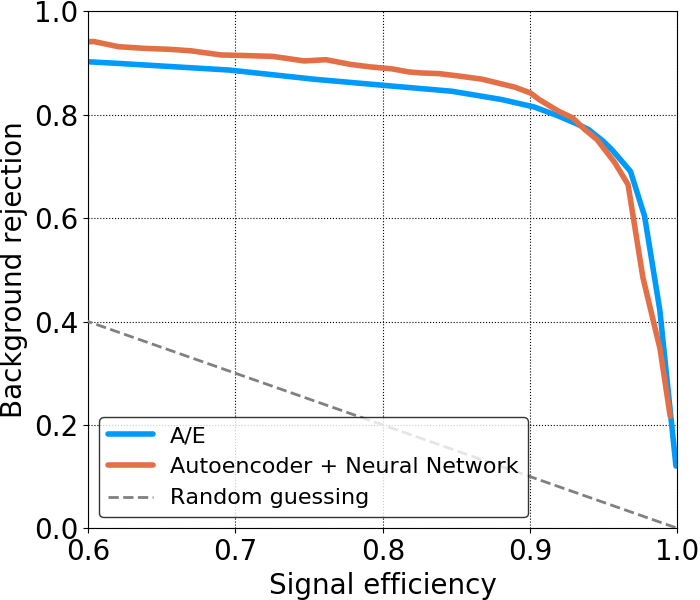 Background rejection
1.0
0.8
0.6
0.4
0.2
0.0
A/E
Autoencoder + Neural Network
Random guessing
0.6 0.7 0.8 0.9 1.0
Signal efficiency